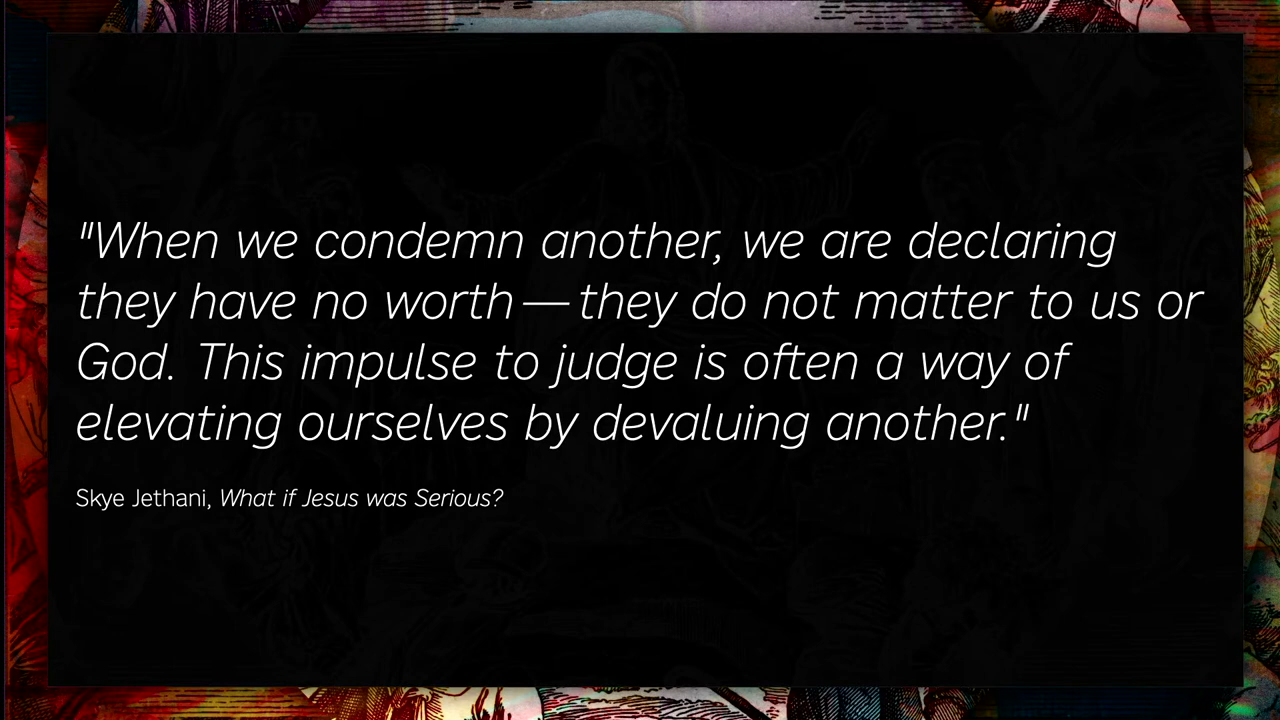 "When we condemn another, we are declaring
they have no worth — they do not matter to us or
God. This impulse to judge is often a way of
elevating ourselves by devaluing another."
Skye Jethani, What if Jesus was Serious?